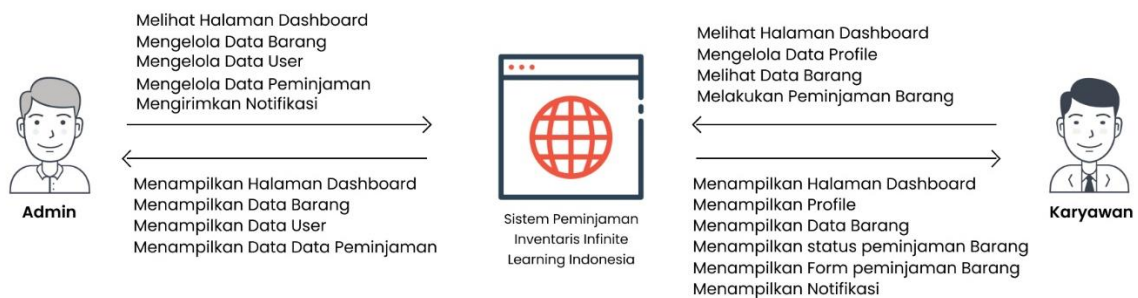 Melihat Halaman Dashboard
Mengelola Data Barang
Mengelola Data User
Mengelola Data Peminjaman
Mengirimkan Notifikasi
Menampilkan Halaman Dashboard
Menampilkan Data Barang
Menampilkan Data User
Menampilkan Data Data Peminjaman
Admin
Sistem Peminjaman
Inventaris Infinite
Learning Indonesia
Melihat Halaman Dashboard
Mengelola Data Profile
Melihat Data Barang
Melakukan Peminjaman Barang
Menampilkan Halaman Dashboard
Menampilkan Profile
Menampilkan Data Barang
Menampilkan status peminjaman Barang
Menampilkan Form peminjaman Barang
Menampilkan Notifikasi
Karyawan